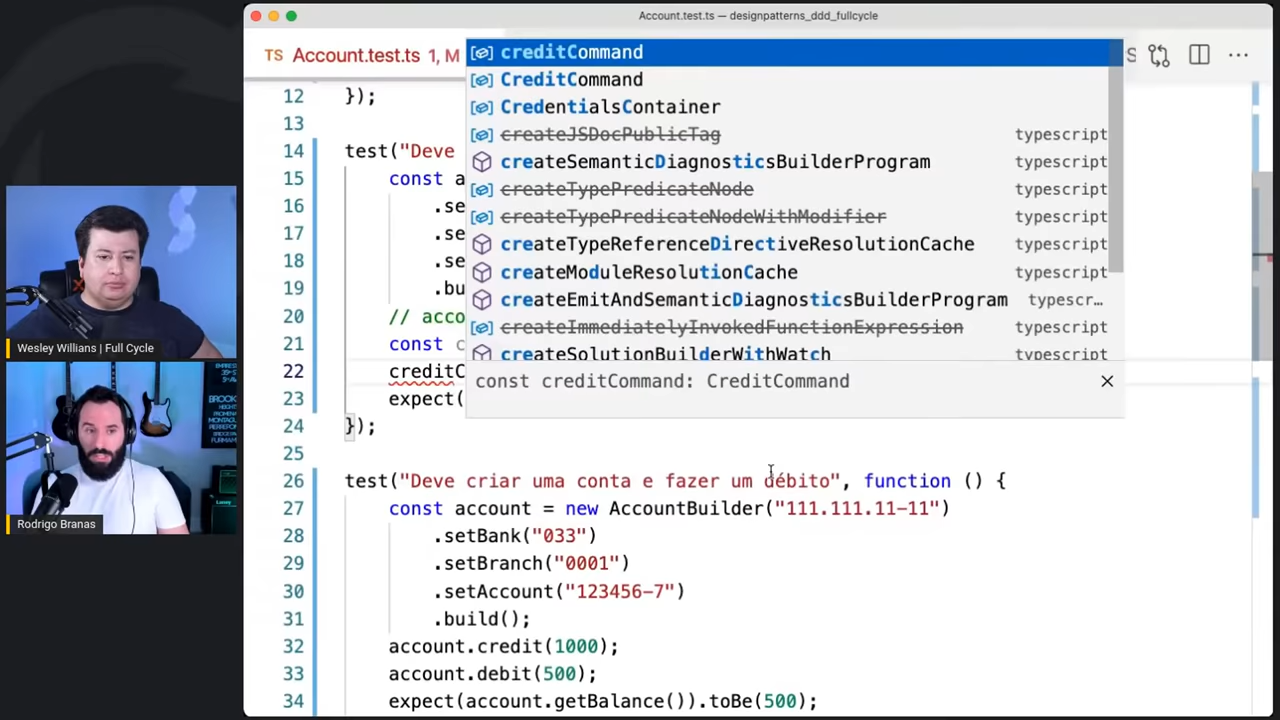 Account.test.ts — designpatterns_ddd_fullcycle
TS Account.test.ts 1, M
S
creditCommand
CreditCommand
CredentialsContainer
createJSDocPublicTag typescript
createSemanticDiagnosticsBuilderProgram typescript
createTypePredicateNode typescript
createTypePredicateNodeWithModifier typescript
createTypeReferenceDirectiveResolutionCache typescript
createModuleResolutionCache typescript
createEmitAndSemanticDiagnosticsBuilderProgram typescr…
createImmediatelyInvokedFunctionExpression typescript
createSolutionBuilderWithWatch typescript
const creditCommand: CreditCommand
12 });
13
14 test("Deve
15 const a
16 .se
17 .se
18 .se
19 .bu
20 // acco
21 const c
22 creditC
23 expect(
24 });
25
26 test("Deve criar uma conta e fazer um débito", function () {
27 const account = new AccountBuilder("111.111.11-11")
28 .setBank("033")
29 .setBranch("0001")
30 .setAccount("123456-7")
31 .build();
32 account.credit(1000);
33 account.debit(500);
34 expect(account.getBalance()).toBe(500);
Wesley Willians | Full Cycle
Rodrigo Branas